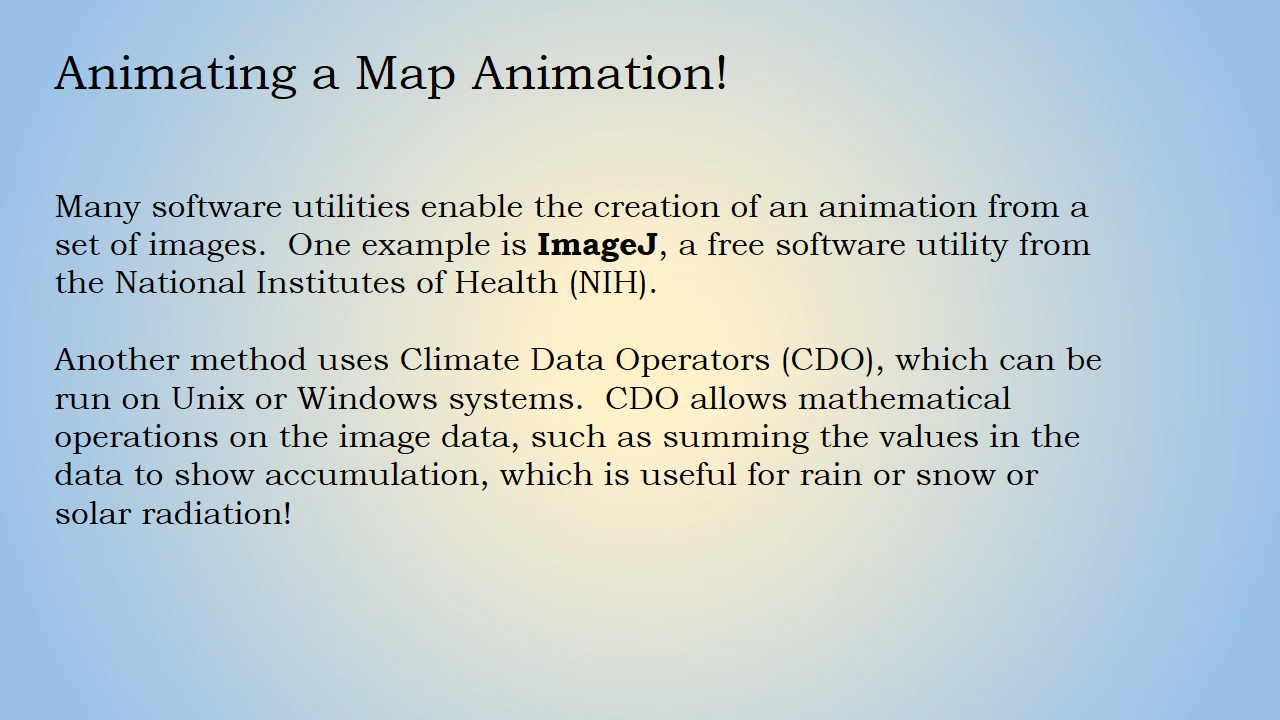 Animating a Map Animation!
Many software utilities enable the creation of an animation from a
set of images.  One example is ImageJ, a free software utility from
the National Institutes of Health (NIH).
Another method uses Climate Data Operators (CDO), which can be
run on Unix or Windows systems.  CDO allows mathematical
operations on the image data, such as summing the values in the
data to show accumulation, which is useful for rain or snow or
solar radiation!